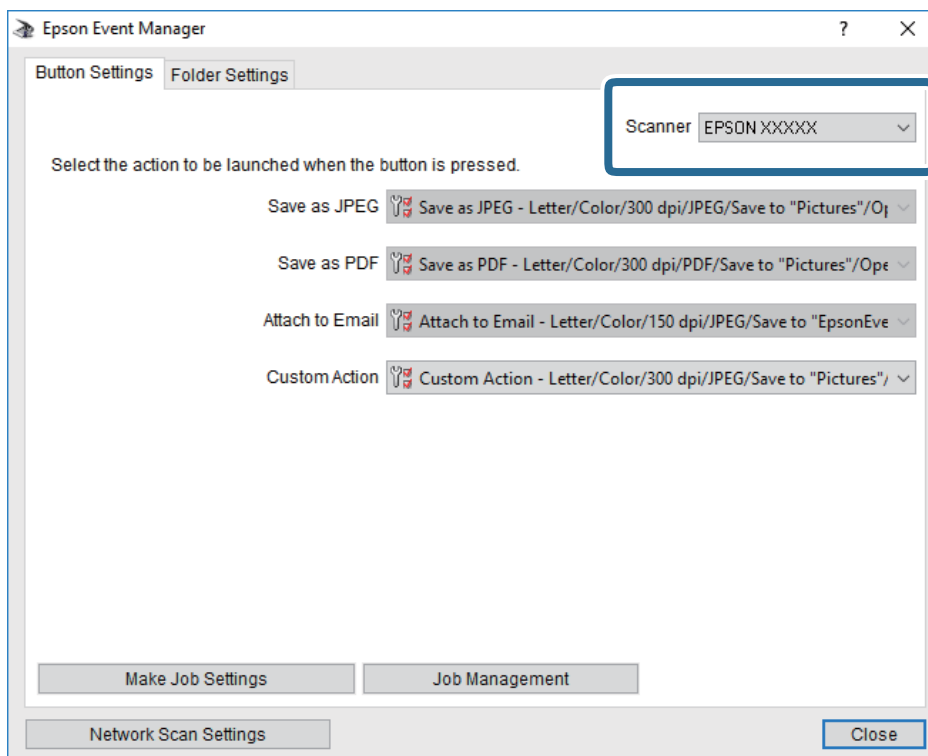 Epson Event Manager
Button Settings Folder Settings
Scanner EPSON XXXXX
Select the action to be launched when the button is pressed.
Save as JPEG Save as JPEG - Letter/Color/300 dpi/JPEG/Save to "Pictures"/Op
Save as PDF Save as PDF - Letter/Color/300 dpi/PDF/Save to "Pictures"/Ope
Attach to Email Attach to Email - Letter/Color/150 dpi/JPEG/Save to "EpsonEve
Custom Action Custom Action - Letter/Color/300 dpi/JPEG/Save to "Pictures"/
Make Job Settings Job Management
Network Scan Settings Close